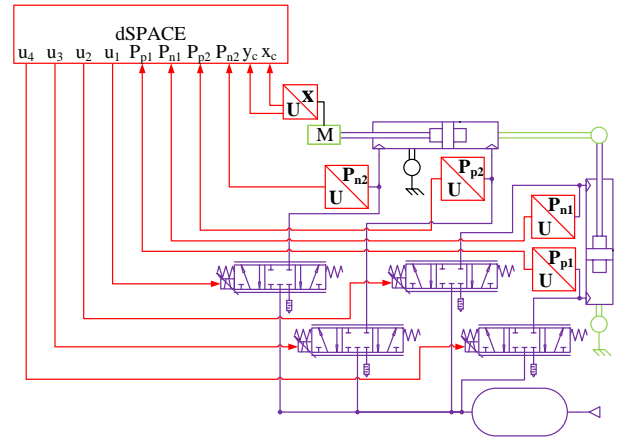 dSPACE
u4 u3 u2 u1 Pp1 Pn1 Pp2 Pn2 yc xc
x
U
M
Pn2
U
Pp2
U
Pn1
U
Pp1
U